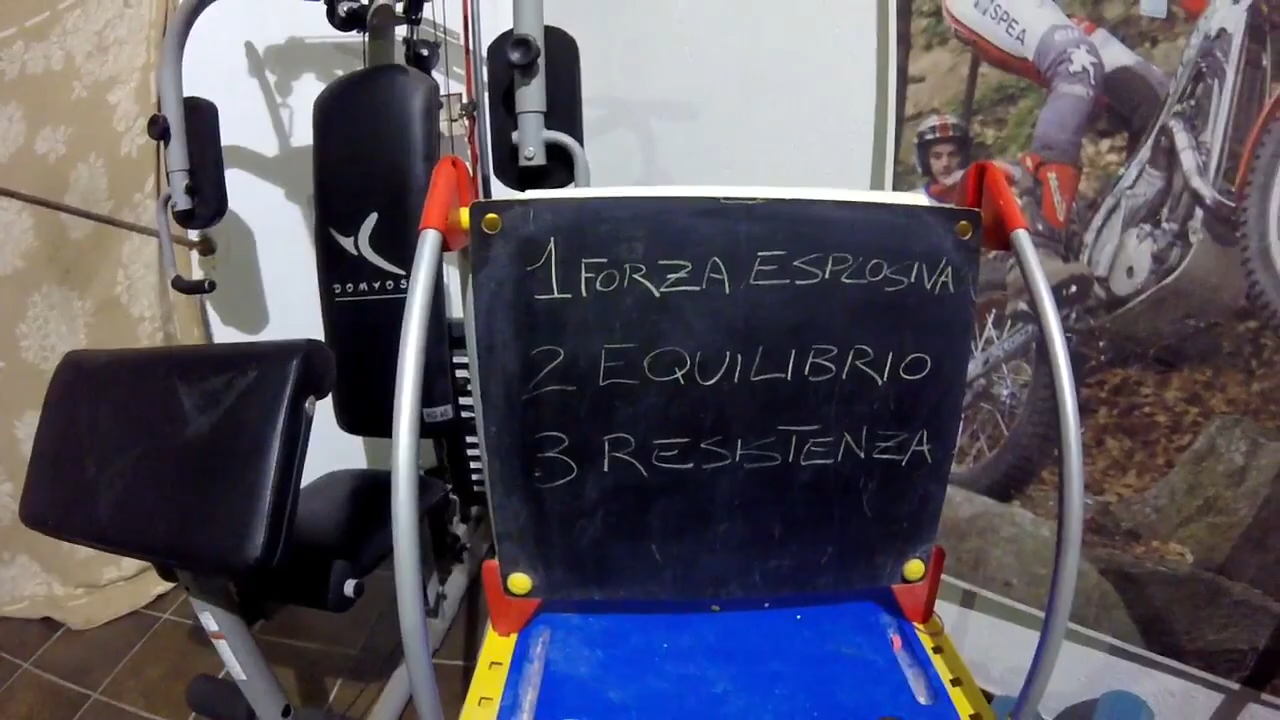 SPEA
DOMYOS
1 FORZA ESPLOSIVA
2 EQUILIBRIO
3 RESISTENZA